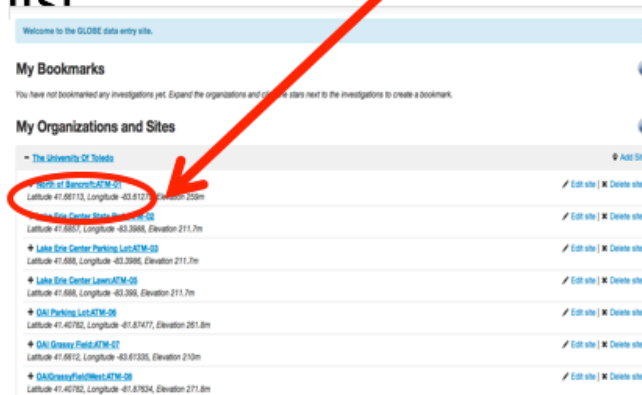 Welcome to the GLOBE data entry site.
My Bookmarks
You have not bookmarked any investigations yet. Expand the organizations and stars next to the investigations to create a bookmark.
My Organizations and Sites
− The University Of Toledo Add Sit
North of Bancroft:ATM-01 Edit site | ✖ Delete site
Latitude 41.66113, Longitude -83.6127 Elevation 259m
Lake Erie Center State -02 Edit site | ✖ Delete site
Latitude 41.6857, Longitude -83.3988, Elevation 211.7m
+ Lake Erie Center Parking Lot:ATM-03 Edit site | ✖ Delete site
Latitude 41.688, Longitude -83.3986, Elevation 211.7m
+ Lake Erie Center Lawn:ATM-05 Edit site | ✖ Delete site
Latitude 41.688, Longitude -83.399, Elevation 211.7m
+ OAI Parking Lot:ATM-06 Edit site | ✖ Delete site
Latitude 41.40782, Longitude -81.87477, Elevation 261.8m
+ OAI Grassy Field:ATM-07 Edit site | ✖ Delete site
Latitude 41.6612, Longitude -83.61335, Elevation 210m
+ OAIGrassyFieldWest:ATM-08 Edit site | ✖ Delete site
Latitude 41.40782, Longitude -81.87634, Elevation 271.8m